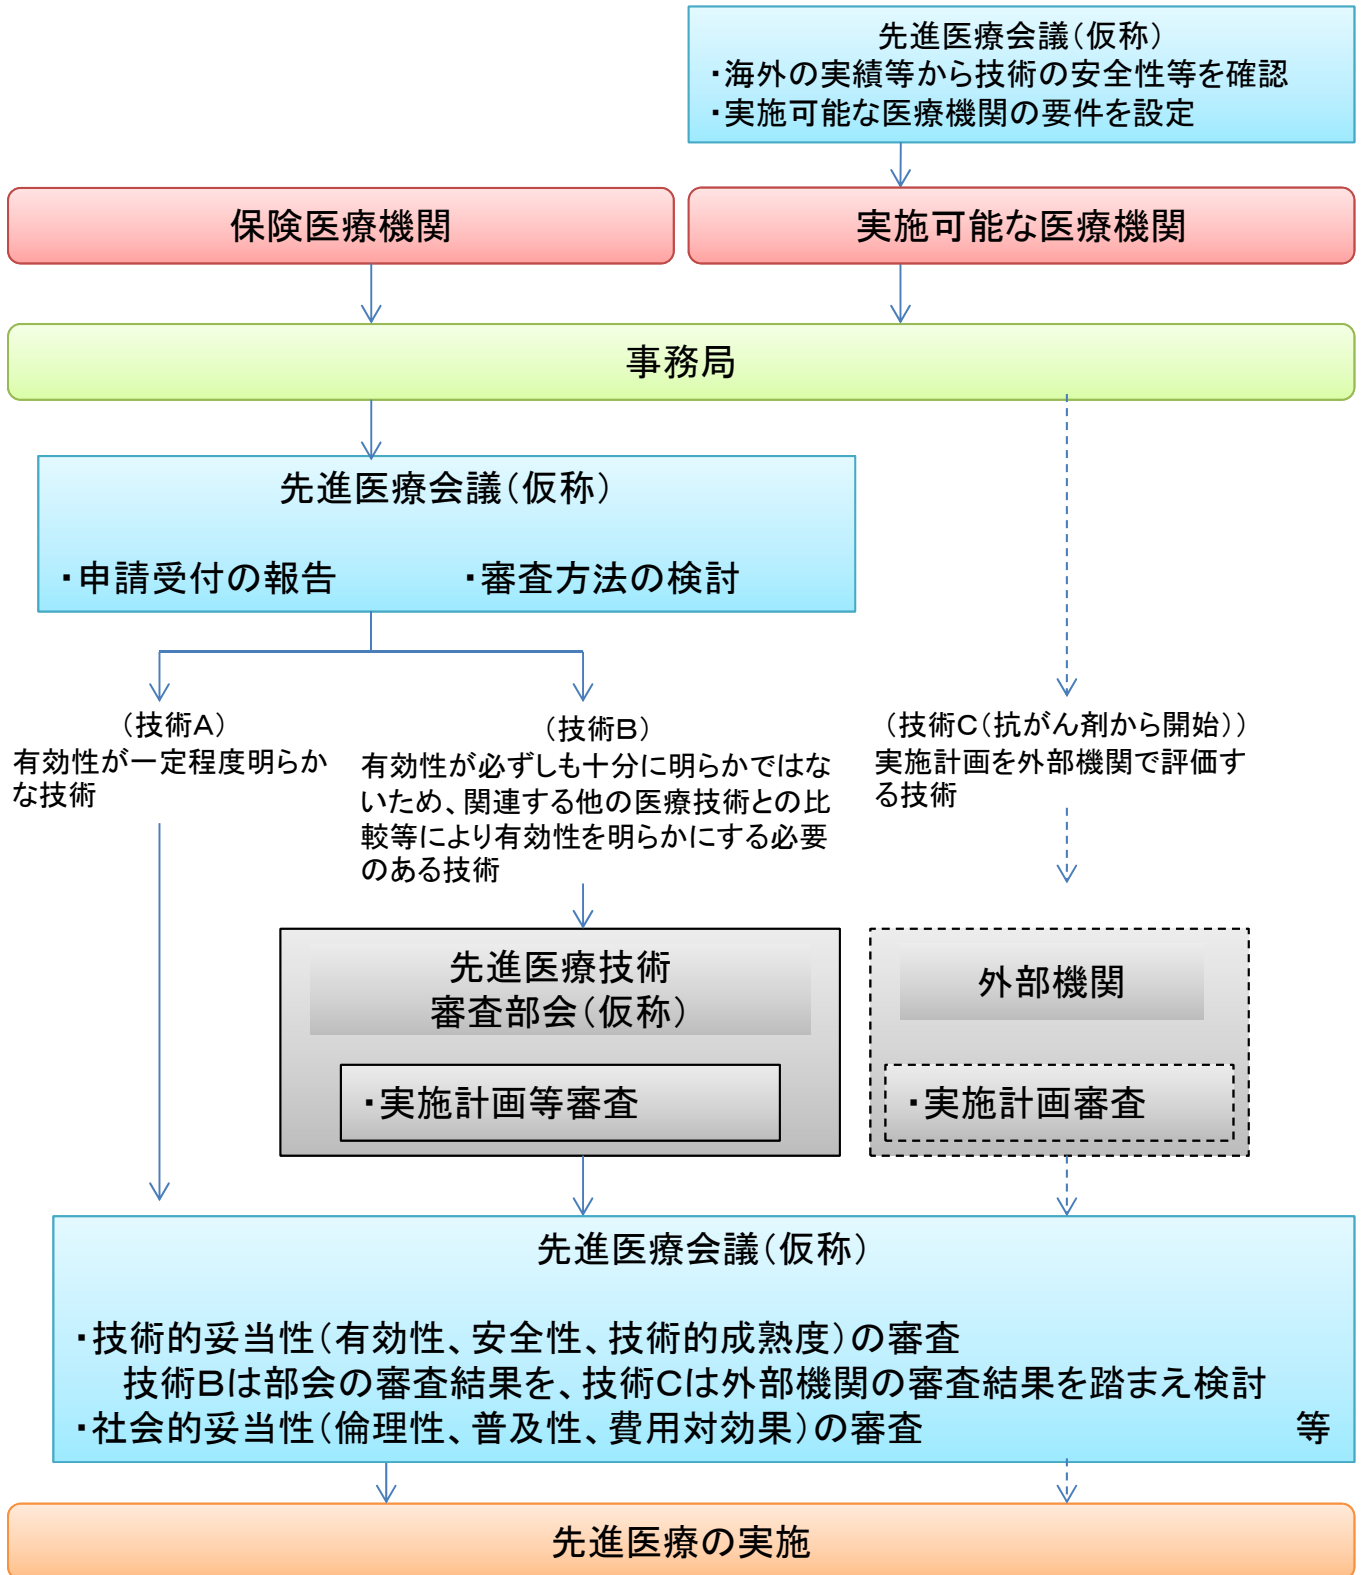 先進医療会議（仮称）
・海外の実績等から技術の安全性等を確認
・実施可能な医療機関の要件を設定
保険医療機関
実施可能な医療機関
事務局
先進医療会議（仮称）
・申請受付の報告　　　・審査方法の検討
（技術A）
有効性が一定程度明らか
な技術
（技術B）
有効性が必ずしも十分に明らかではな
いため、関連する他の医療技術との比
較等により有効性を明らかにする必要
のある技術
（技術C（抗がん剤から開始））
実施計画を外部機関で評価す
る技術
先進医療技術
審査部会（仮称）
・実施計画等審査
外部機関
・実施計画審査
先進医療会議（仮称）
・技術的妥当性（有効性、安全性、技術的成熟度）の審査
技術Bは部会の審査結果を、技術Cは外部機関の審査結果を踏まえ検討
・社会的妥当性（倫理性、普及性、費用対効果）の審査　　　等
先進医療の実施